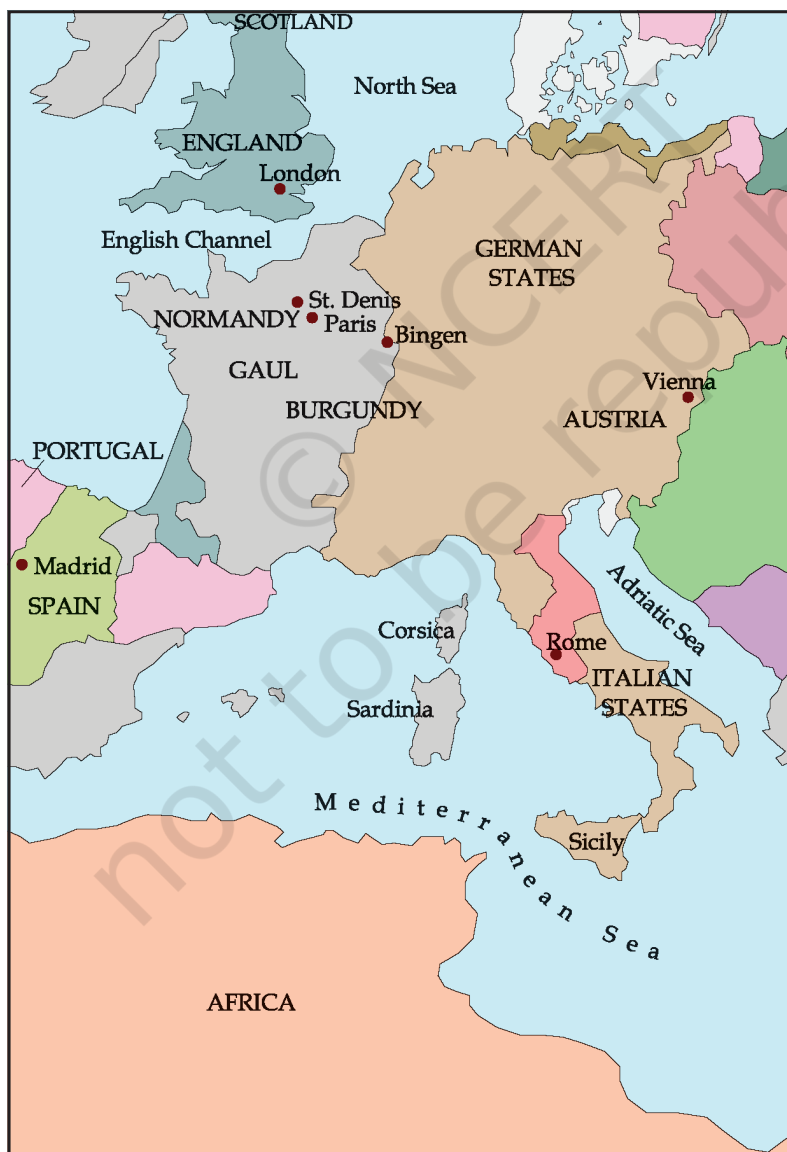 SCOTLAND
North Sea
ENGLAND
London
English Channel
GERMAN
STATES
St. Denis
NORMANDY
Paris
Bingen
GAUL
Vienna
BURGUNDY
AUSTRIA
PORTUGAL
Madrid
SPAIN
Adriatic Sea
Corsica
Rome
ITALIAN
STATES
Sardinia
Mediterranean Sea
Sicily
AFRICA
© NCERT
not to be republ